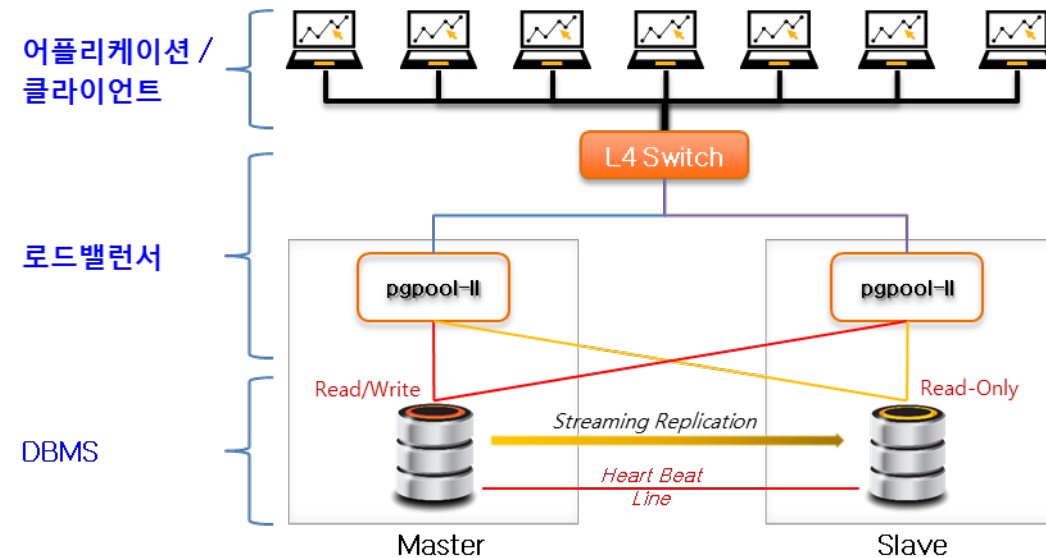 어플리케이션 /
클라이언트
L4 Switch
로드밸런서
pgpool-II
pgpool-II
Read/Write
Read-Only
DBMS
Streaming Replication
Heart Beat
Line
Master
Slave